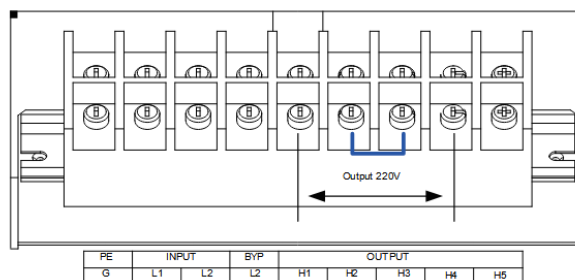 Output 220V
PE INPUT BYP OUTPUT
G L1 L2 L2 H1 H2 H3 H4 H5